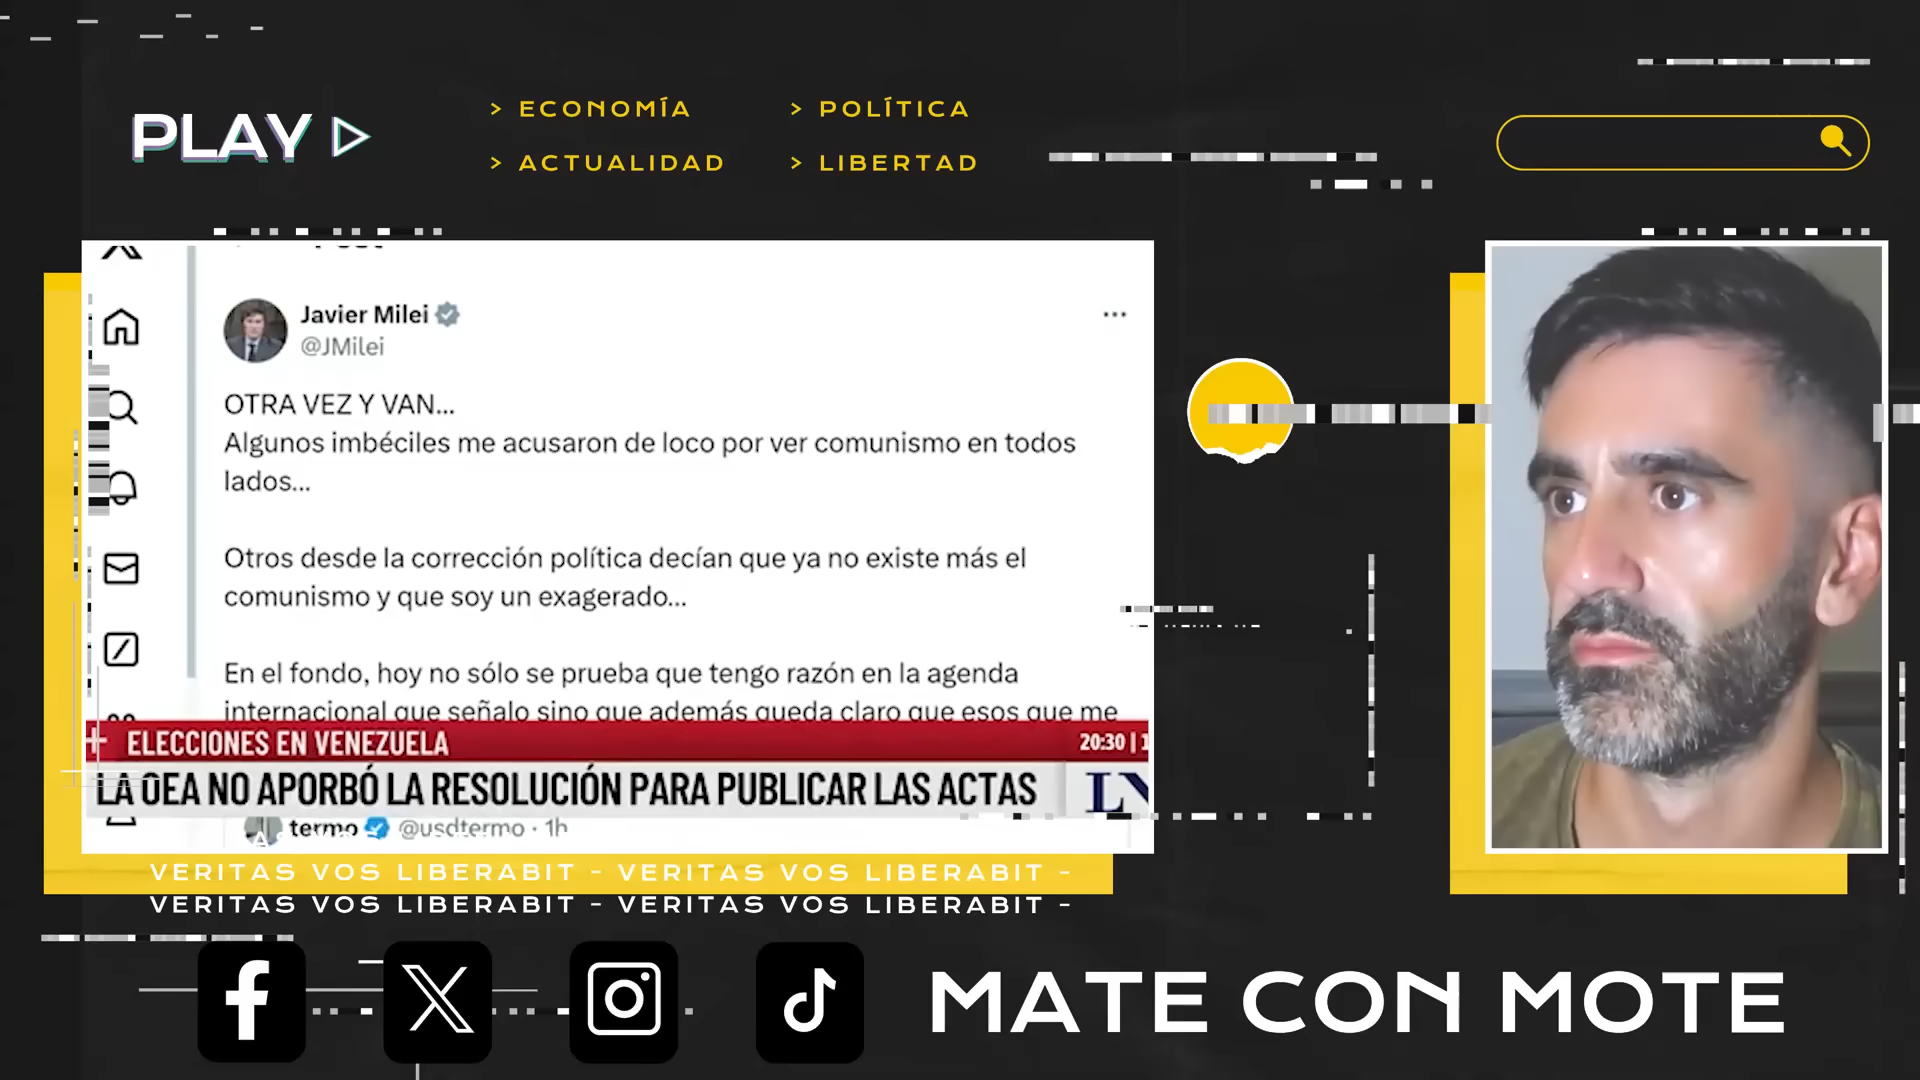 PLAY
> ECONOMÍA
> POLÍTICA
> ACTUALIDAD
> LIBERTAD
Javier Milei
@JMilei
OTRA VEZ Y VAN...
Algunos imbéciles me acusaron de loco por ver comunismo en todos
lados...
Otros desde la corrección política decían que ya no existe más el
comunismo y que soy un exagerado...
En el fondo, hoy no sólo se prueba que tengo razón en la agenda
internacional que señalo sino que además queda claro que esos que me
ELECCIONES EN VENEZUELA
20:30 |
LA OEA NO APORBÓ LA RESOLUCIÓN PARA PUBLICAR LAS ACTAS
LN
termo @usdtermo · 1h
VERITAS VOS LIBERABIT - VERITAS VOS LIBERABIT -
VERITAS VOS LIBERABIT - VERITAS VOS LIBERABIT -
MATE CON MOTE